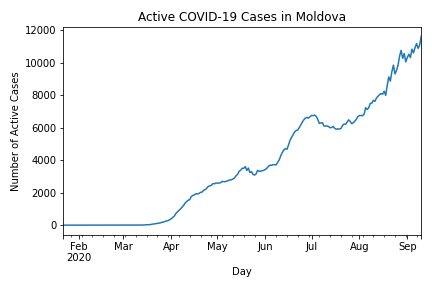 Active COVID-19 Cases in Moldova
12000
10000
8000
6000
4000
2000
0
Number of Active Cases
Feb Mar Apr May Jun Jul Aug Sep
2020
Day